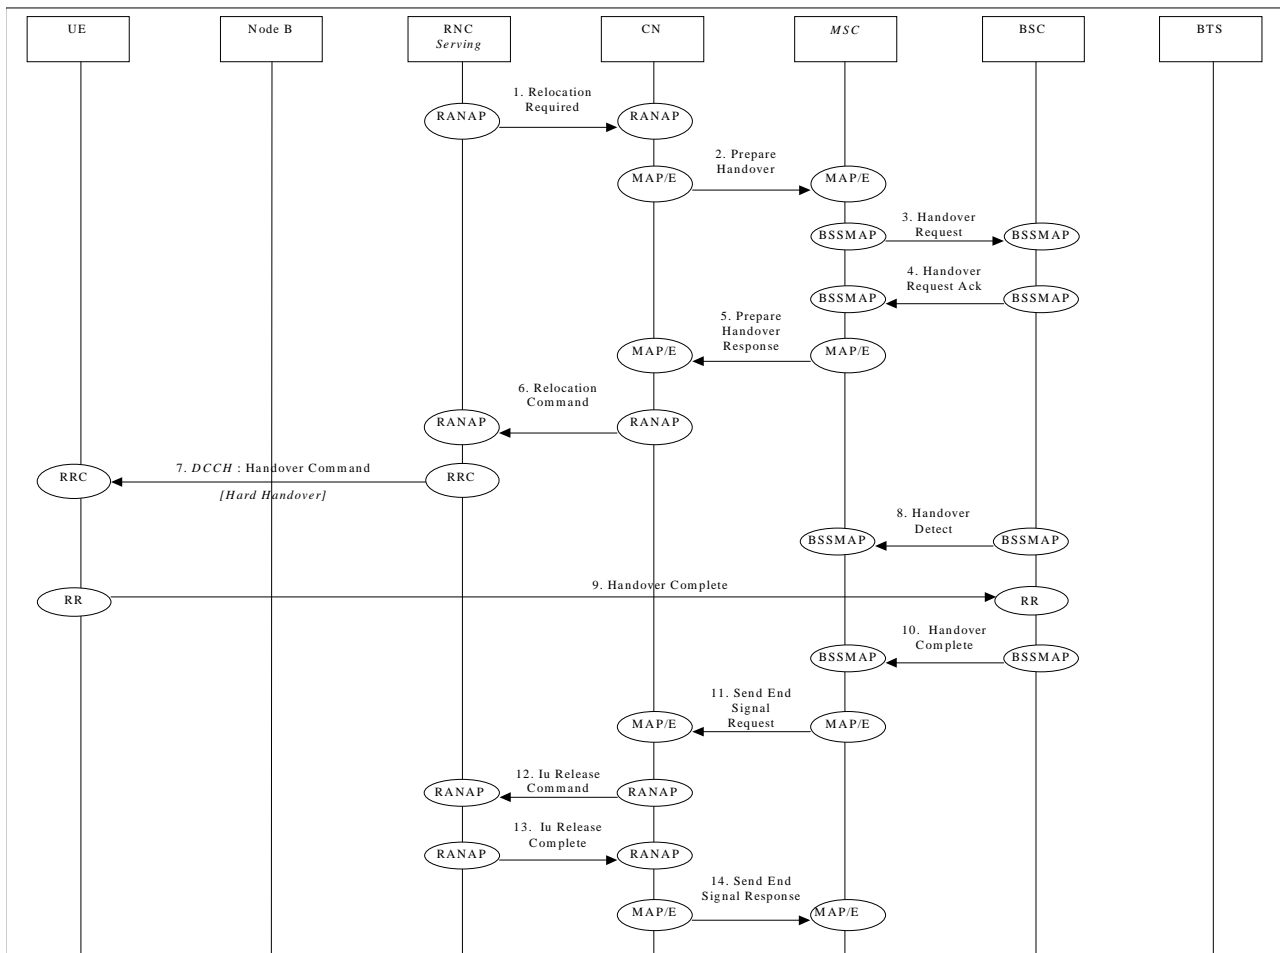 UE
Node B
RNC
Serving
CN
MSC
BSC
BTS
1. Relocation
Required
RANAP
RANAP
2. Prepare
Handover
MAP/E
MAP/E
3. Handover
Request
BSSMAP
BSSMAP
4. Handover
Request Ack
BSSMAP
BSSMAP
5. Prepare
Handover
Response
MAP/E
MAP/E
6. Relocation
Command
RANAP
RANAP
7. DCCH : Handover Command
[Hard Handover]
RRC
RRC
8. Handover
Detect
BSSMAP
BSSMAP
9. Handover Complete
RR
RR
10. Handover
Complete
BSSMAP
BSSMAP
11. Send End
Signal
Request
MAP/E
MAP/E
12. Iu Release
Command
RANAP
RANAP
13. Iu Release
Complete
RANAP
RANAP
14. Send End
Signal Response
MAP/E
MAP/E